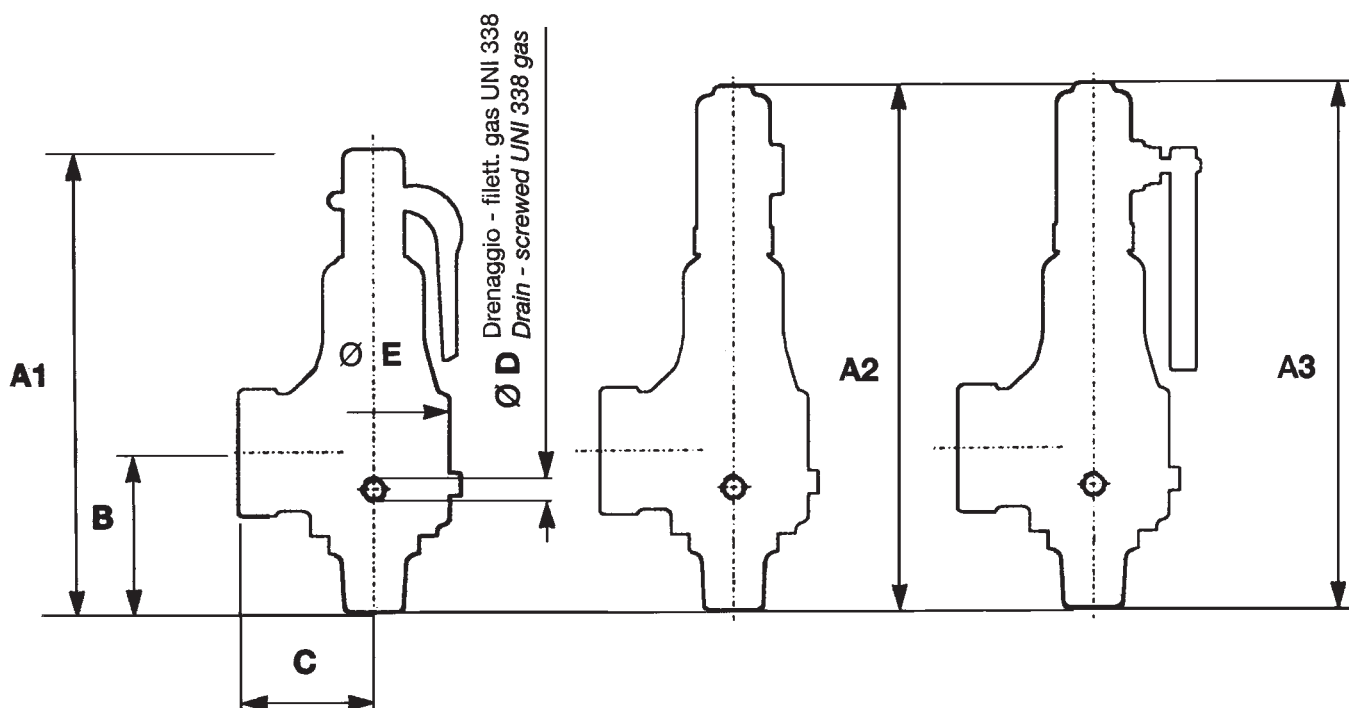 A1
B
C
Ø E
Ø D
Drenaggio - filett. gas UNI 338
Drain - screwed UNI 338 gas
A2
A3